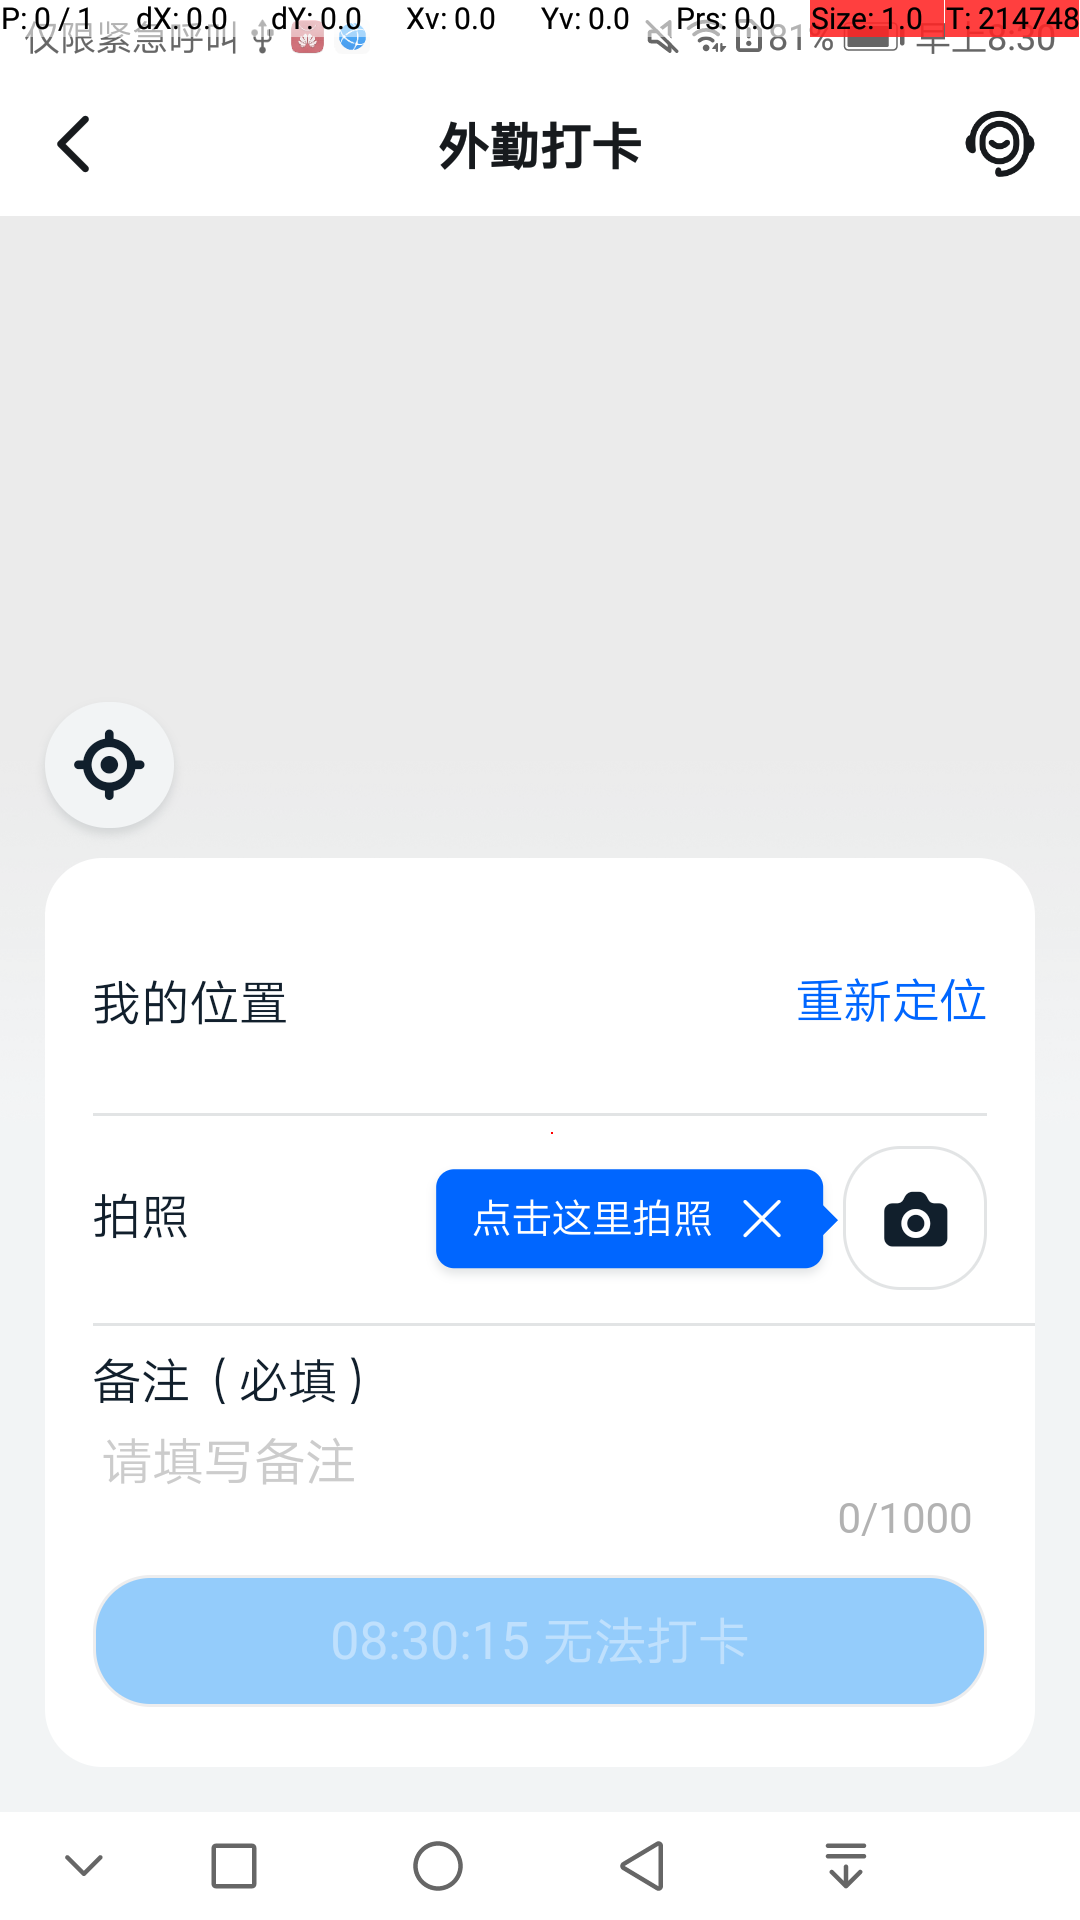 P: 0 / 1 dX: 0.0 dY: 0.0 Xv: 0.0 Yv: 0.0 Prs: 0.0 Size: 1.0 T: 214748
仅限紧急呼叫 81% 早上8:30
外勤打卡
我的位置 重新定位
拍照 点击这里拍照
备注（必填）
请填写备注
0/1000
08:30:15 无法打卡